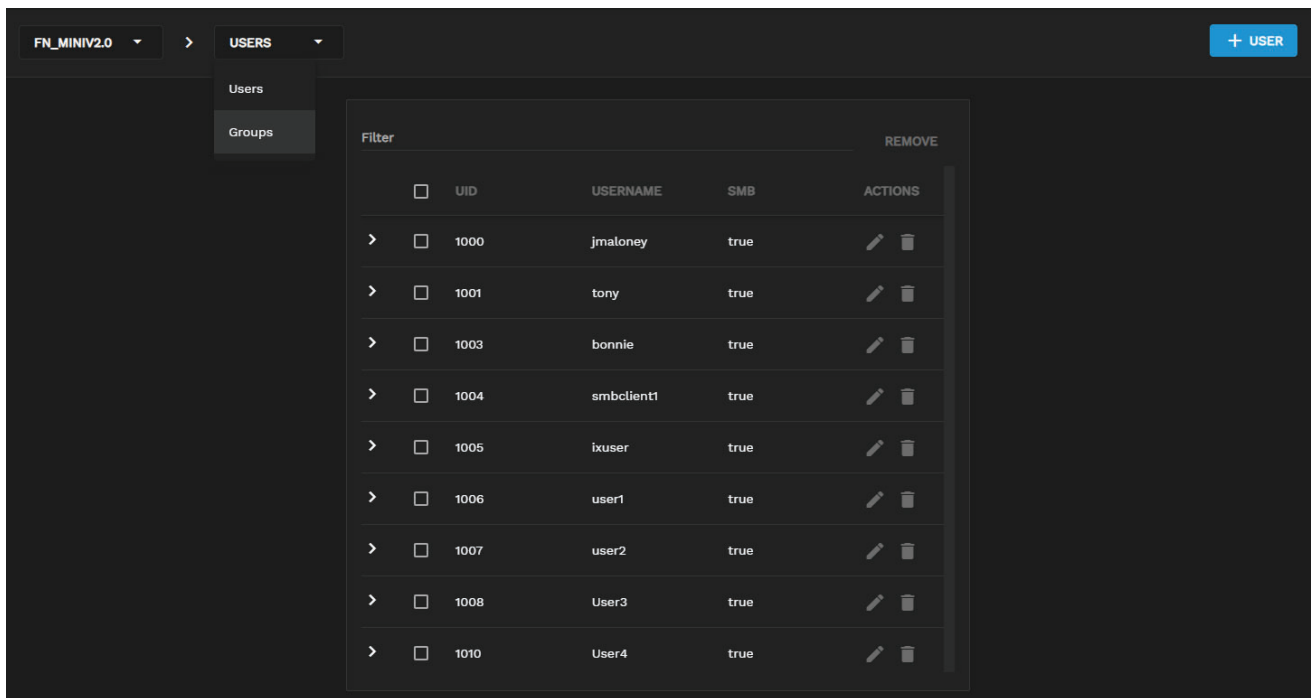 FN_MINIV2.0 USERS + USER
Users
Groups
Filter REMOVE
UID USERNAME SMB ACTIONS
1000 jmaloney true
1001 tony true
1003 bonnie true
1004 smbclient1 true
1005 ixuser true
1006 user1 true
1007 user2 true
1008 User3 true
1010 User4 true